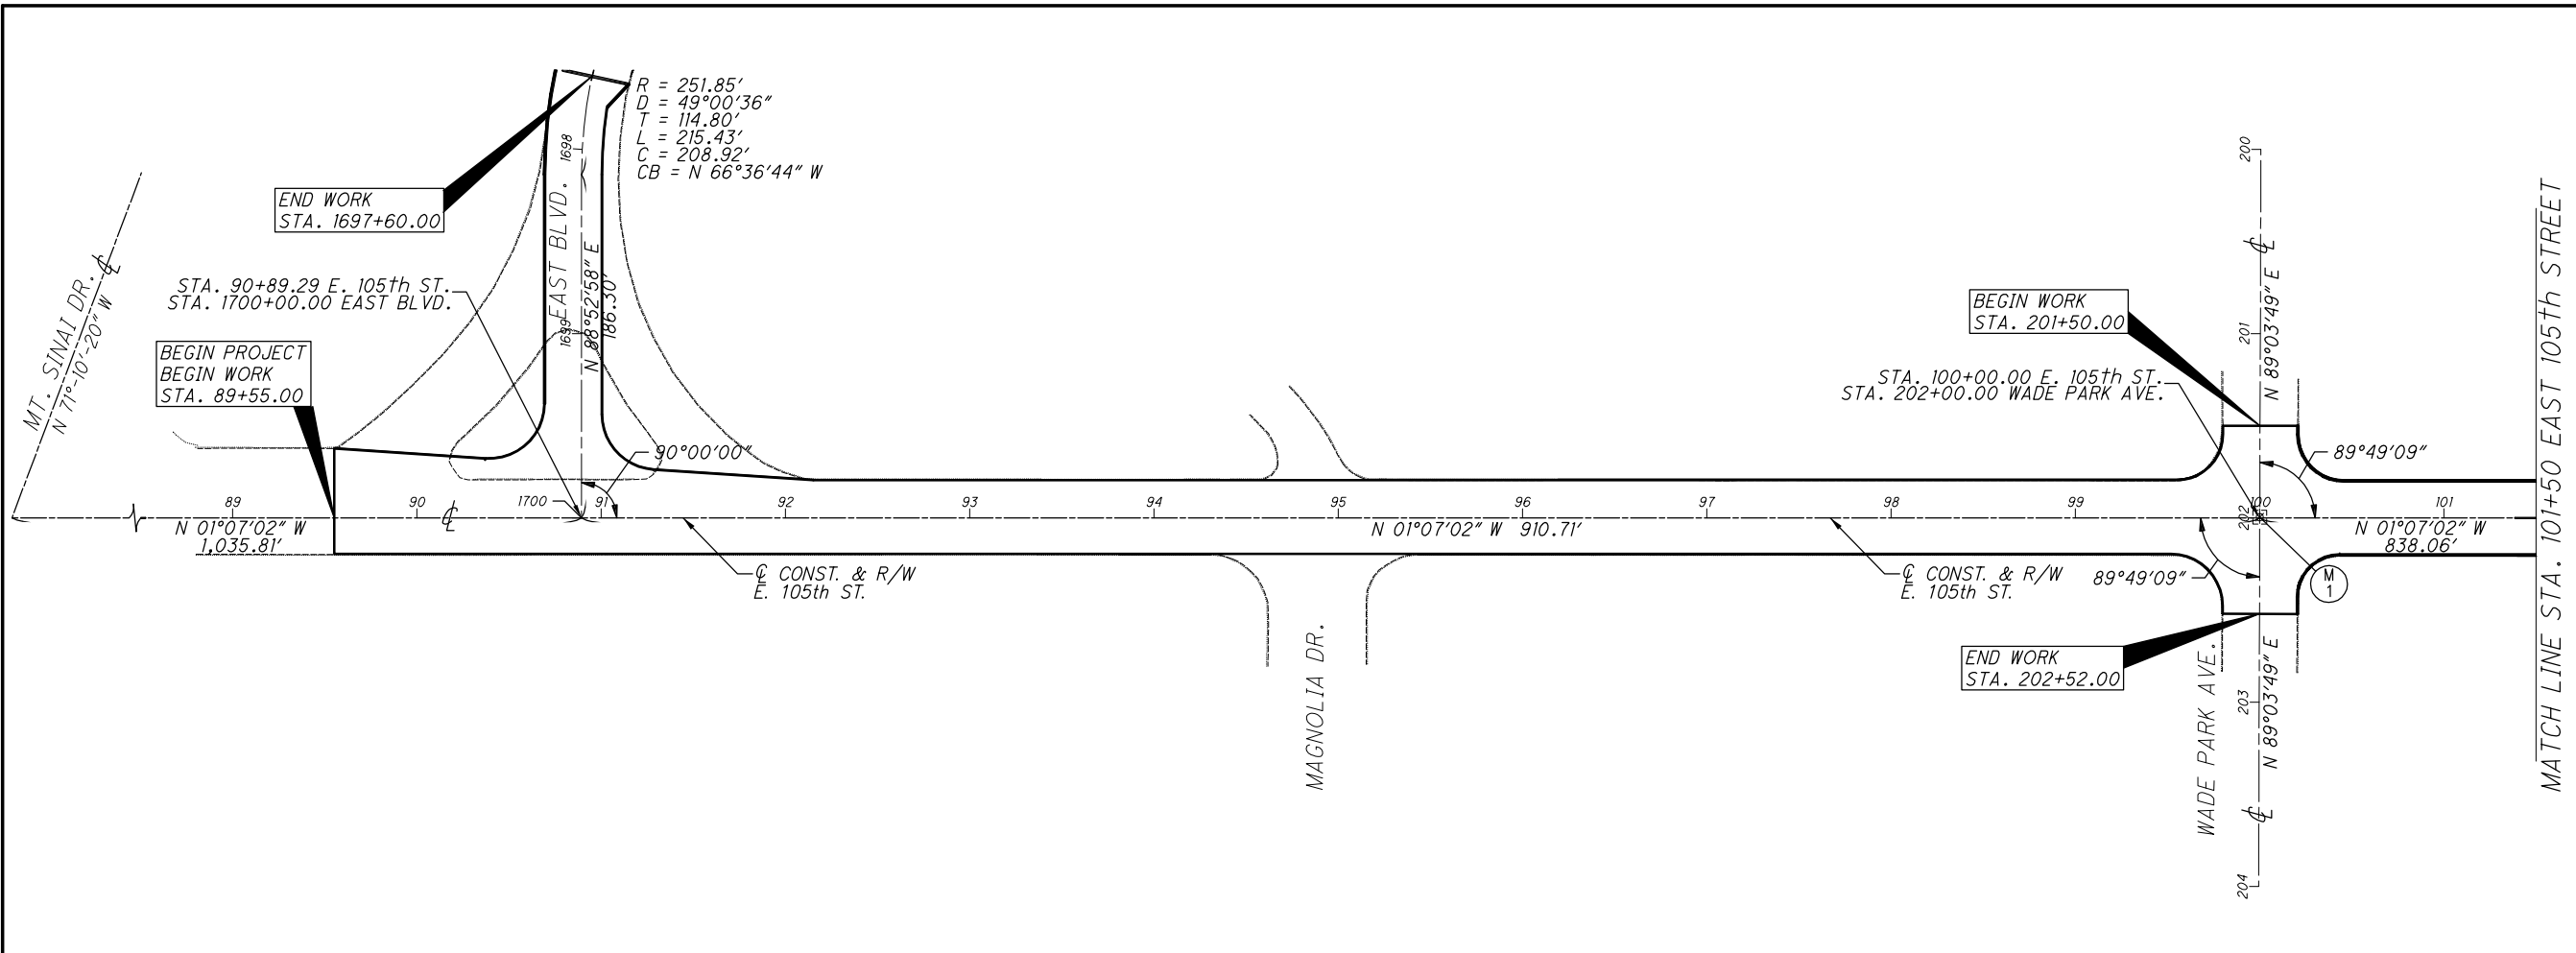 R = 251.85'
D = 49°00'36"
T = 114.80'
L = 215.43'
C = 208.92'
CB = N 66°36'44" W
END WORK
STA. 1697+60.00
1698
EAST BLVD.
N 88°52'58" E
186.30'
1699
STA. 90+89.29 E. 105th ST.
STA. 1700+00.00 EAST BLVD.
MT. SINAI DR. ℄
N 71°-10'-20" W
BEGIN PROJECT
BEGIN WORK
STA. 89+55.00
90°00'00"
200
℄
N 89°03'49" E
201
BEGIN WORK
STA. 201+50.00
STA. 100+00.00 E. 105th ST.
STA. 202+00.00 WADE PARK AVE.
89°49'09"
89
90
℄
1700
91
92
93
94
95
96
97
98
99
100
202
101
N 01°07'02" W
1,035.81'
N 01°07'02" W 910.71'
N 01°07'02" W
838.06'
℄ CONST. & R/W
E. 105th ST.
℄ CONST. & R/W
E. 105th ST.
89°49'09"
M
1
MAGNOLIA DR.
END WORK
STA. 202+52.00
WADE PARK AVE.
203
N 89°03'49" E
℄
204
MATCH LINE STA. 101+50 EAST 105th STREET